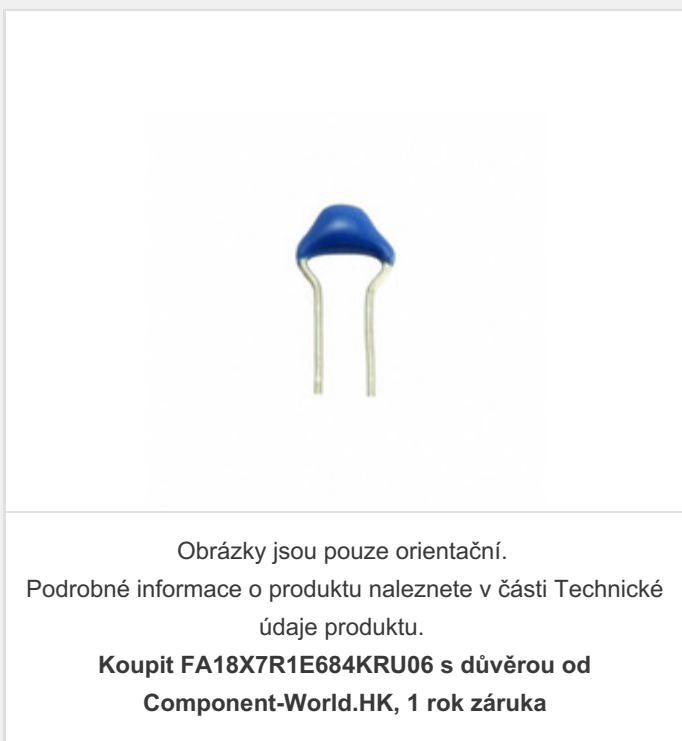 Obrázky jsou pouze orientační.
Podrobné informace o produktu naleznete v části Technické
údaje produktu.
Koupit FA18X7R1E684KRU06 s důvěrou od
Component-World.HK, 1 rok záruka